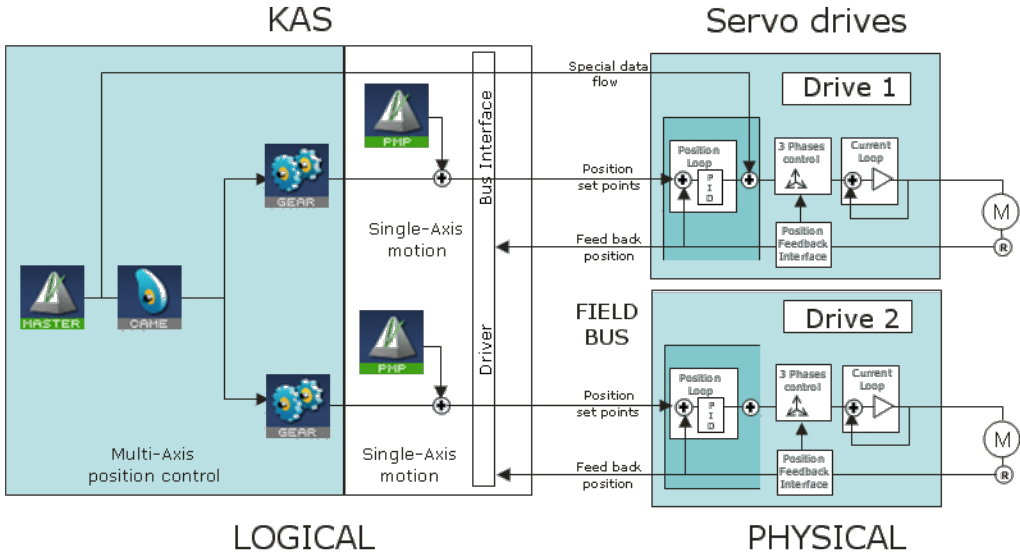 KAS
Servo drives
Special data
flow
Drive 1
PMP
Bus Interface
Position
Loop
P
I
D
3 Phases
control
Current
Loop
GEAR
Position
set points
M
Single-Axis
motion
Feed back
position
Position
Feedback
Interface
R
MASTER
CAME
FIELD
BUS
Drive 2
PMP
Driver
Position
Loop
P
I
D
3 Phases
control
Current
Loop
GEAR
Position
set points
M
Multi-Axis
position control
Single-Axis
motion
Feed back
position
Position
Feedback
Interface
R
LOGICAL
PHYSICAL